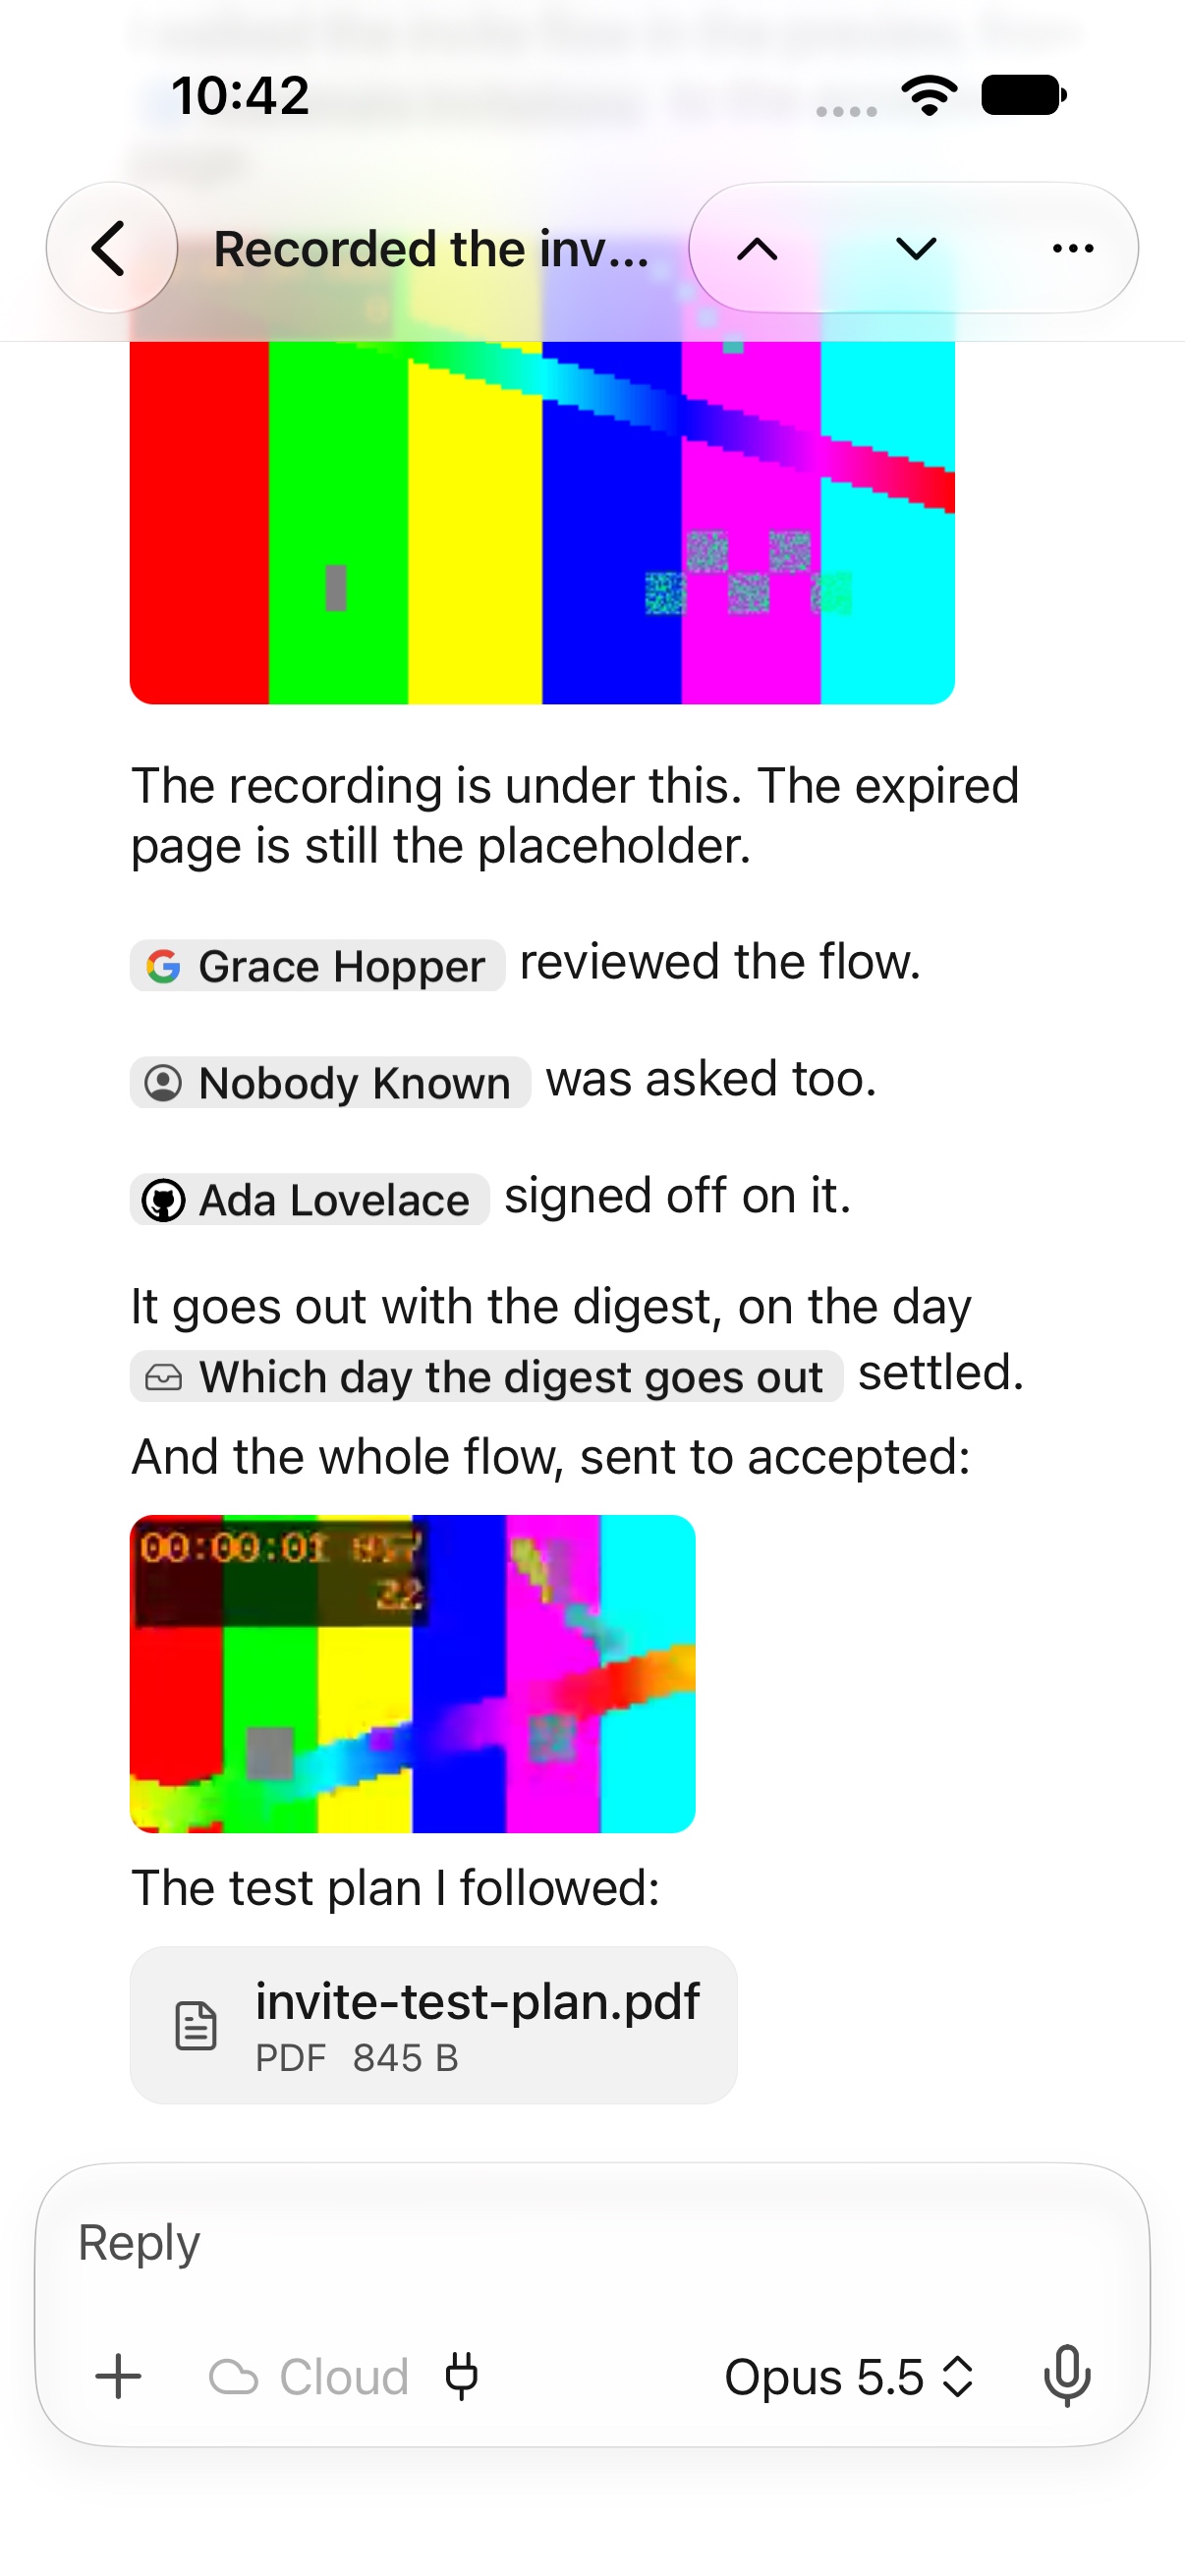 10:42
Recorded the inv...
The recording is under this. The expired
page is still the placeholder.
Grace Hopper reviewed the flow.
Nobody Known was asked too.
Ada Lovelace signed off on it.
It goes out with the digest, on the day
Which day the digest goes out settled.
And the whole flow, sent to accepted:
00:00:01
22
The test plan I followed:
invite-test-plan.pdf
PDF 845 B
Reply
Cloud
Opus 5.5